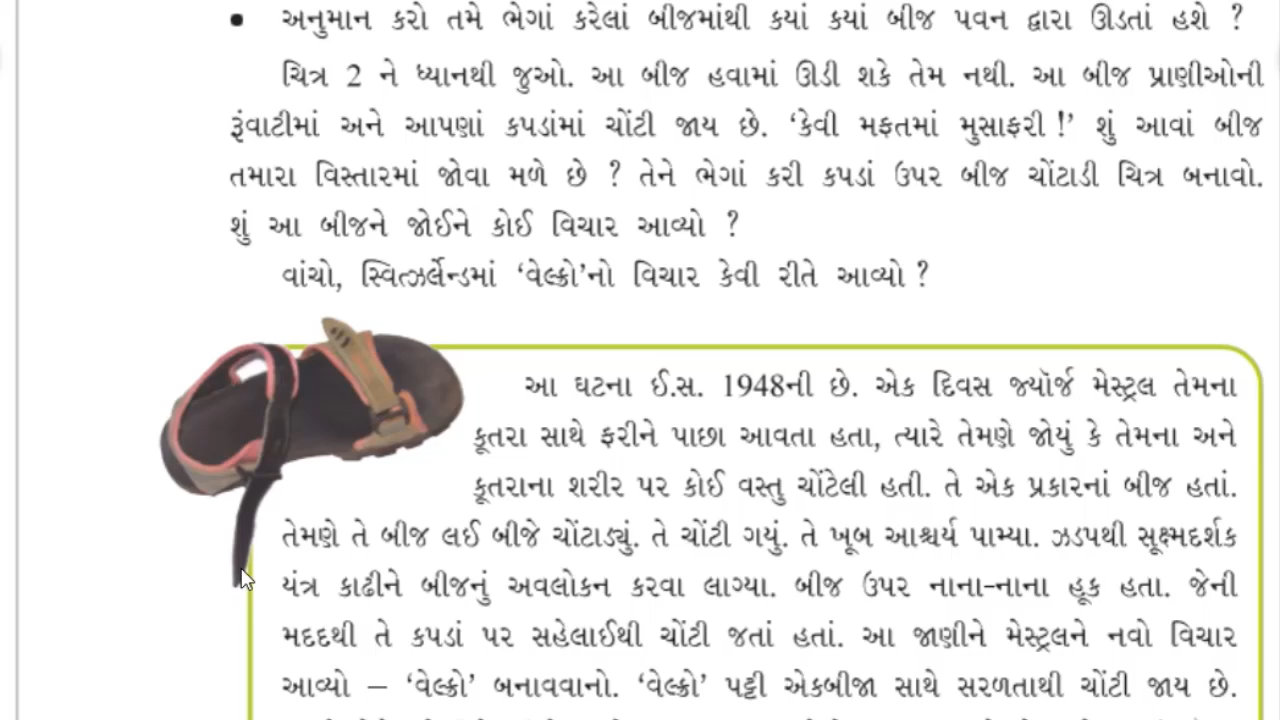 • અનુમાન કરો તમે ભેગાં કરેલાં બીજમાંથી કયાં કયાં બીજ પવન દ્વારા ઊડતાં હશે ?
ચિત્ર 2 ને ધ્યાનથી જુઓ. આ બીજ હવામાં ઊડી શકે તેમ નથી. આ બીજ પ્રાણીઓની
રૂંવાટીમાં અને આપણાં કપડાંમાં ચોંટી જાય છે. ‘કેવી મફતમાં મુસાફરી !’ શું આવાં બીજ
તમારા વિસ્તારમાં જોવા મળે છે ? તેને ભેગાં કરી કપડાં ઉપર બીજ ચોંટાડી ચિત્ર બનાવો.
શું આ બીજને જોઈને કોઈ વિચાર આવ્યો ?
વાંચો, સ્વિત્ઝર્લેન્ડમાં ‘વેલ્ક્રો’નો વિચાર કેવી રીતે આવ્યો ?
આ ઘટના ઈ.સ. 1948ની છે. એક દિવસ જ્યૉર્જ મેસ્ટ્રલ તેમના
કૂતરા સાથે ફરીને પાછા આવતા હતા, ત્યારે તેમણે જોયું કે તેમના અને
કૂતરાના શરીર પર કોઈ વસ્તુ ચોંટેલી હતી. તે એક પ્રકારનાં બીજ હતાં.
તેમણે તે બીજ લઈ બીજે ચોંટાડ્યું. તે ચોંટી ગયું. તે ખૂબ આશ્ચર્ય પામ્યા. ઝડપથી સૂક્ષ્મદર્શક
યંત્ર કાઢીને બીજનું અવલોકન કરવા લાગ્યા. બીજ ઉપર નાના-નાના હૂક હતા. જેની
મદદથી તે કપડાં પર સહેલાઈથી ચોંટી જતાં હતાં. આ જાણીને મેસ્ટ્રલને નવો વિચાર
આવ્યો – ‘વેલ્ક્રો’ બનાવવાનો. ‘વેલ્ક્રો’ પટ્ટી એકબીજા સાથે સરળતાથી ચોંટી જાય છે.